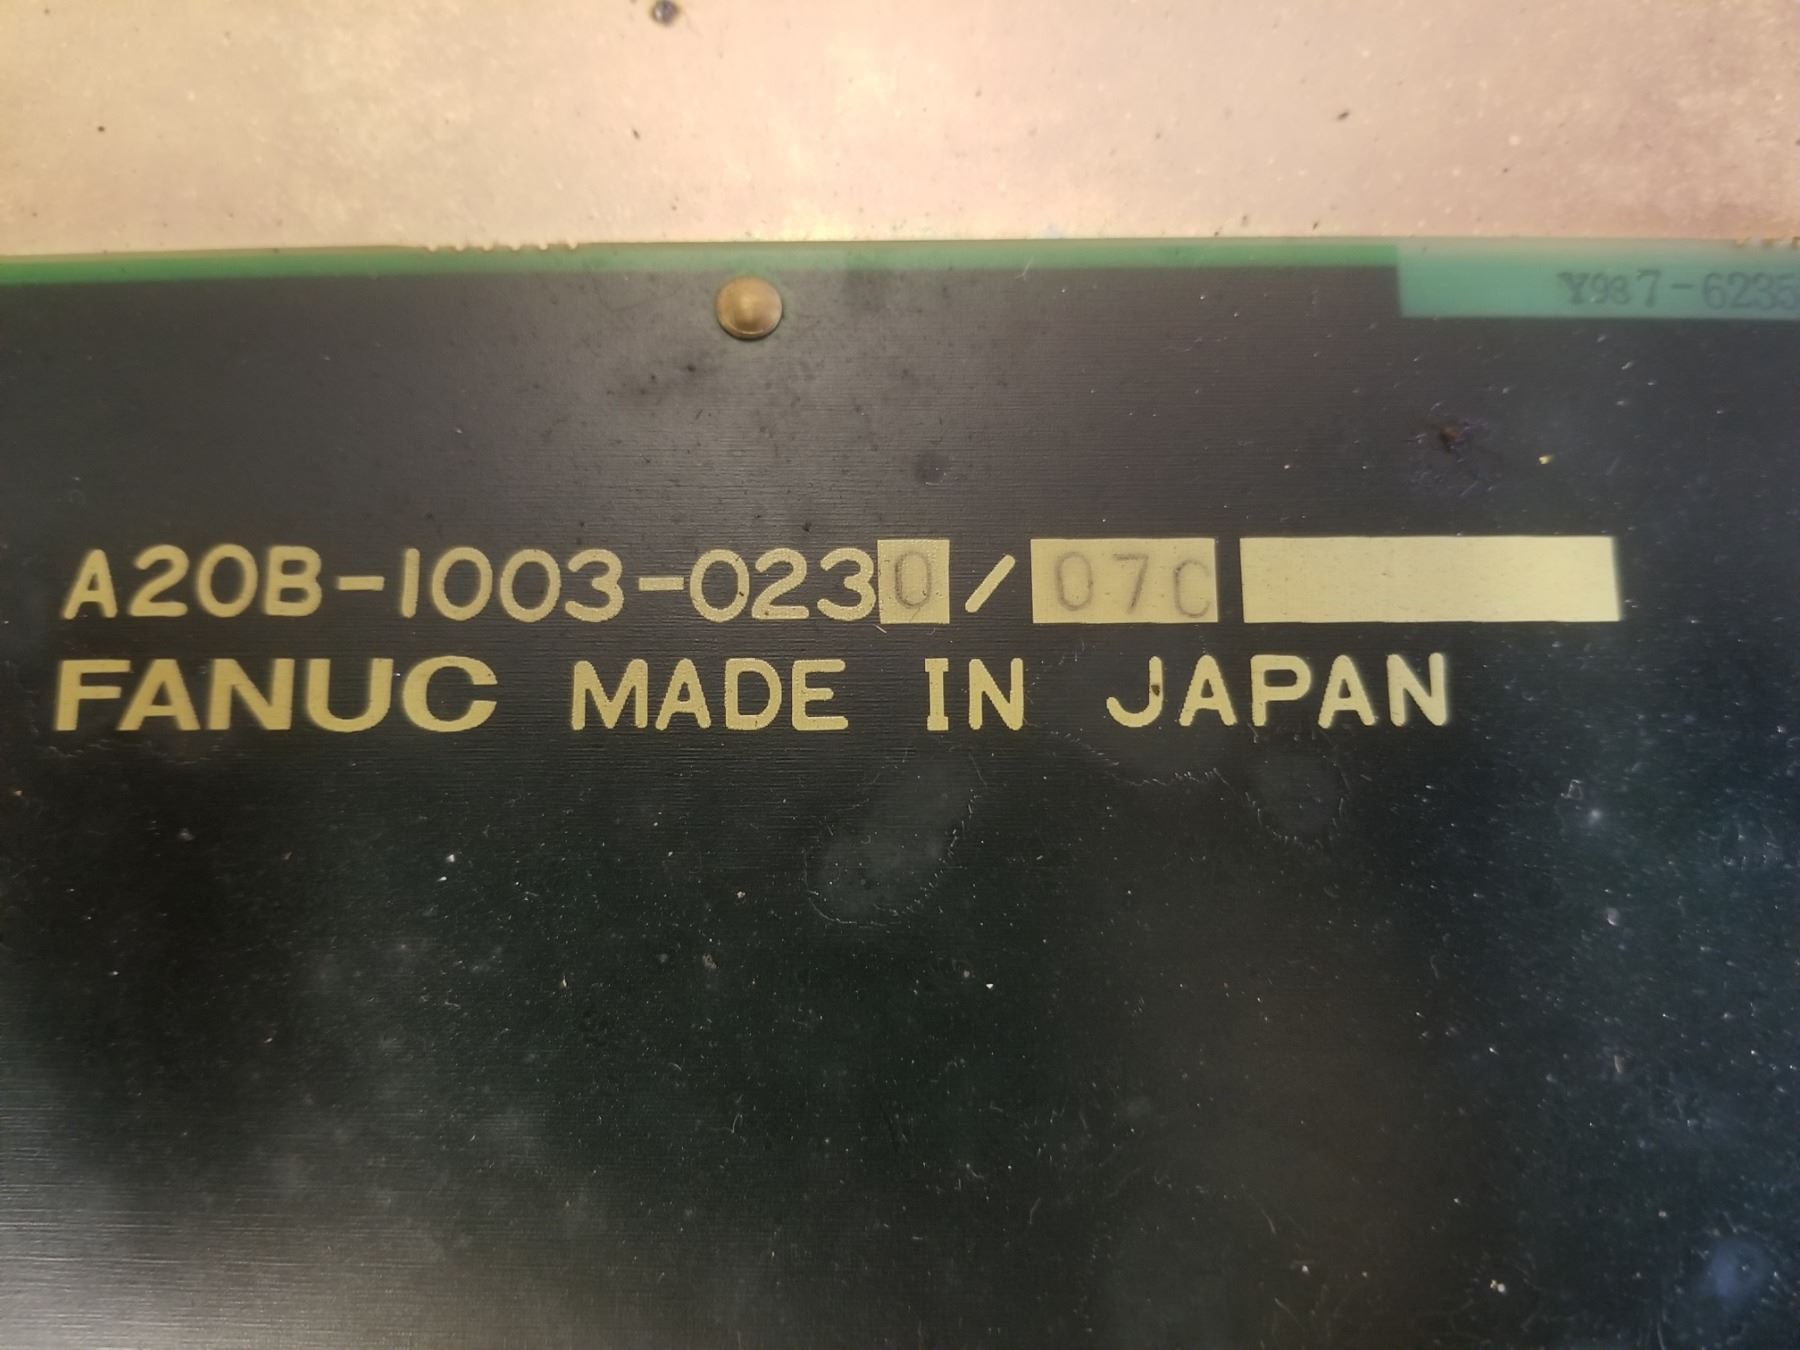 Y987-6235
A20B-1003-0230/07C
FANUC MADE IN JAPAN